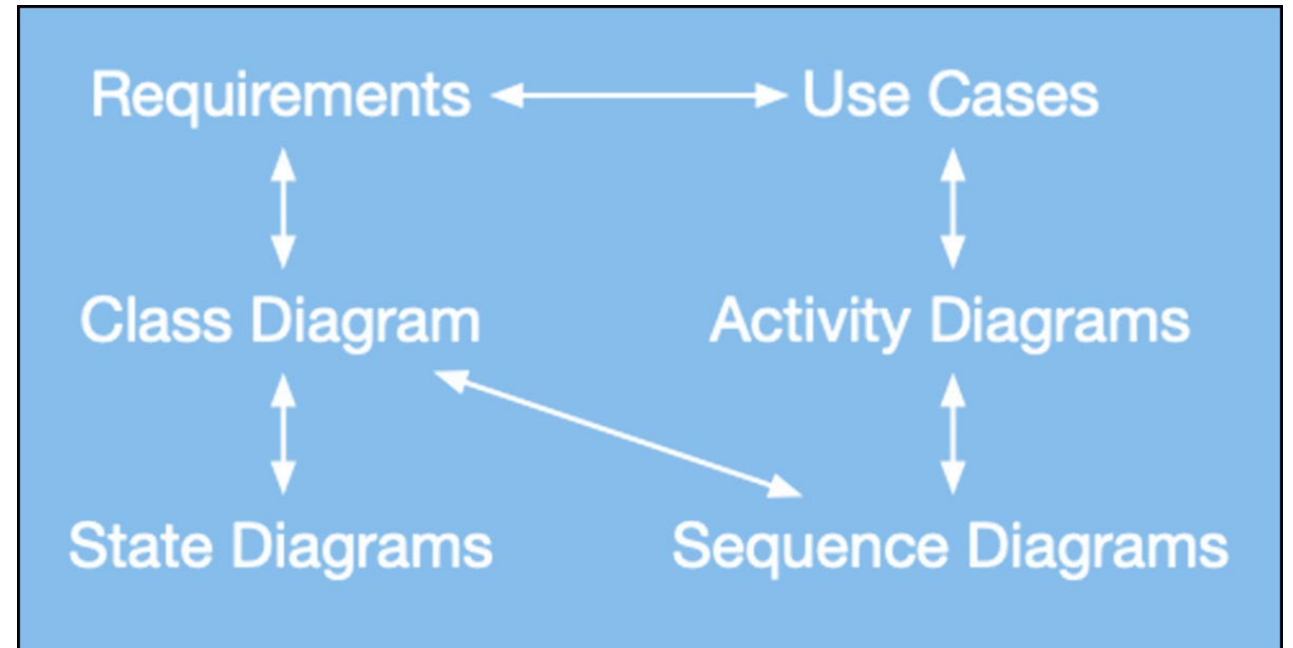 Requirements
Use Cases
Class Diagram
Activity Diagrams
State Diagrams
Sequence Diagrams